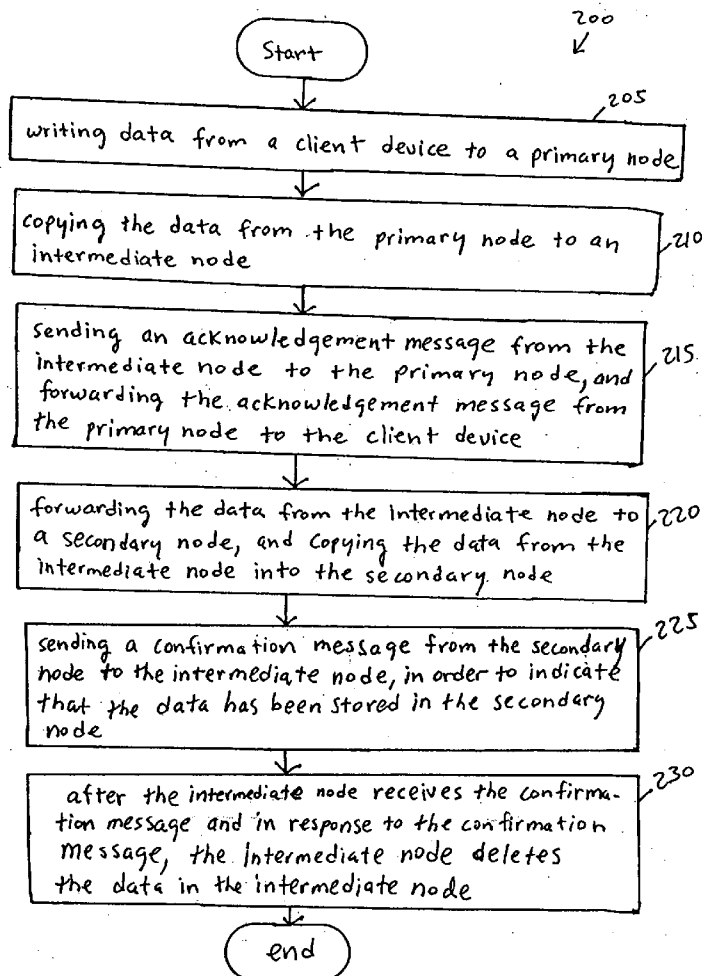 200
Start
205
writing data from a client device to a primary node
copying the data from the primary node to an
intermediate node
210
sending an acknowledgement message from the
intermediate node to the primary node, and
forwarding the acknowledgement message from
the primary node to the client device
215
forwarding the data from the intermediate node to
a secondary node, and copying the data from the
intermediate node into the secondary node
220
sending a confirmation message from the secondary
node to the intermediate node, in order to indicate
that the data has been stored in the secondary
node
225
after the intermediate node receives the confirma-
tion message and in response to the confirmation
message, the intermediate node deletes
the data in the intermediate node
230
end